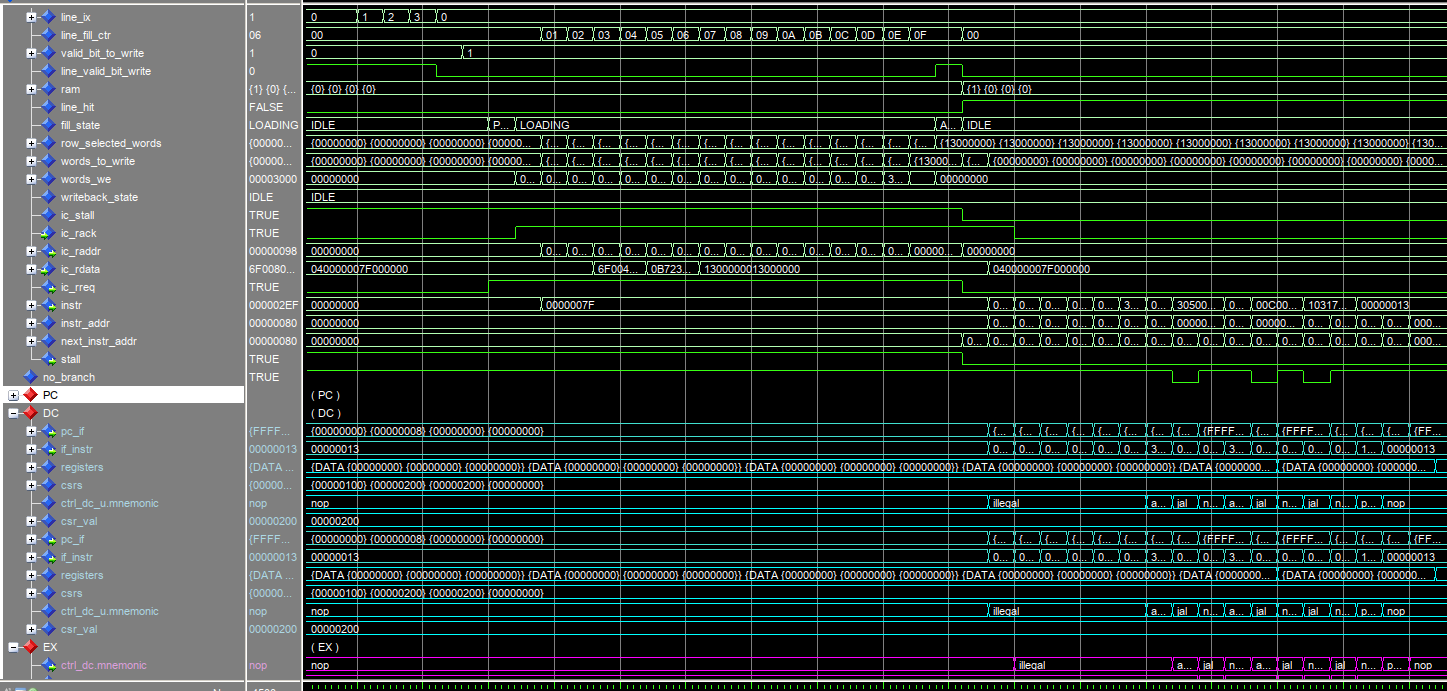 line_ix 1 0 1 2 3 0
line_fill_ctr 06 00 01 02 03 04 05 06 07 08 09 0A 0B 0C 0D 0E 0F 00
valid_bit_to_write 1 0 1
line_valid_bit_write 0
ram {1} {0} {... {0} {0} {0} {0} {1} {0} {0} {0}
line_hit FALSE
fill_state LOADING IDLE P... LOADING A... IDLE
row_selected_words {00000... {00000000} {00000000} {00000000} {00000... {... {... {... {... {... {... {... {... {... {... {... {... {... {... {... {13000000} {13000000} {13000000} {13000000} {13000000} {13000000} {13000000} {130...
words_to_write {00000... {00000000} {00000000} {00000000} {00000... {... {... {... {... {... {... {... {... {... {... {... {... {... {... {13000... {... {00000000} {00000000} {00000000} {00000000} {00000000} {00000000} {0000...
words_we 00003000 00000000 0... 0... 0... 0... 0... 0... 0... 0... 0... 0... 0... 0... 0... 0... 3... 00000000
writeback_state IDLE IDLE
ic_stall TRUE
ic_rack TRUE
ic_raddr 00000098 00000000 0... 0... 0... 0... 0... 0... 0... 0... 0... 0... 0... 0... 0... 0... 00000... 00000000
ic_rdata 6F0080... 040000007F000000 6F004... 0B723... 1300000013000000 040000007F000000
ic_rreq TRUE
instr 000002EF 00000000 0000007F 0... 0... 0... 0... 0... 3... 0... 30500... 0... 00C00... 10317... 00000013
instr_addr 00000080 00000000 0... 0... 0... 0... 0... 0... 0... 00000... 0... 00000... 0... 0... 0... 0... 000...
next_instr_addr 00000080 00000000 0... 0... 0... 0... 0... 0... 0... 0... 0... 0... 0... 0... 0... 0... 0... 0... 0... 000...
stall TRUE
no_branch TRUE
PC ( PC )
DC ( DC )
pc_if {FFFF... {00000000} {00000008} {00000000} {00000000} {... {... {... {... {... {... {... {... {FFFF... {... {FFFF... {... {... {... {FF...
if_instr 00000013 00000013 0... 0... 0... 0... 0... 0... 3... 0... 3... 0... 0... 0... 0... 0... 1... 00000013
registers {DATA ... {DATA {00000000} {00000000} {00000000}} {DATA {00000000} {00000000} {00000000}} {DATA {00000000} {00000000} {00000000}} {DATA {00000000} {00000000} {00000000}} {DATA {00000... {DATA {00000000} {00000...
csrs {00000... {00000100} {00000200} {00000200} {00000000}
ctrl_dc_u.mnemonic nop nop illegal a... jal n... a... jal n... jal n... p... nop
csr_val 00000200 00000200
pc_if {FFFF... {00000000} {00000008} {00000000} {00000000} {... {... {... {... {... {... {... {... {FFFF... {... {FFFF... {... {... {... {FF...
if_instr 00000013 00000013 0... 0... 0... 0... 0... 0... 3... 0... 3... 0... 0... 0... 0... 0... 1... 00000013
registers {DATA ... {DATA {00000000} {00000000} {00000000}} {DATA {00000000} {00000000} {00000000}} {DATA {00000000} {00000000} {00000000}} {DATA {00000000} {00000000} {00000000}} {DATA {00000... {DATA {00000000} {00000...
csrs {00000... {00000100} {00000200} {00000200} {00000000}
ctrl_dc_u.mnemonic nop nop illegal a... jal n... a... jal n... jal n... p... nop
csr_val 00000200 00000200
EX ( EX )
ctrl_dc.mnemonic nop nop illegal a... jal n... a... jal n... jal n... p... nop